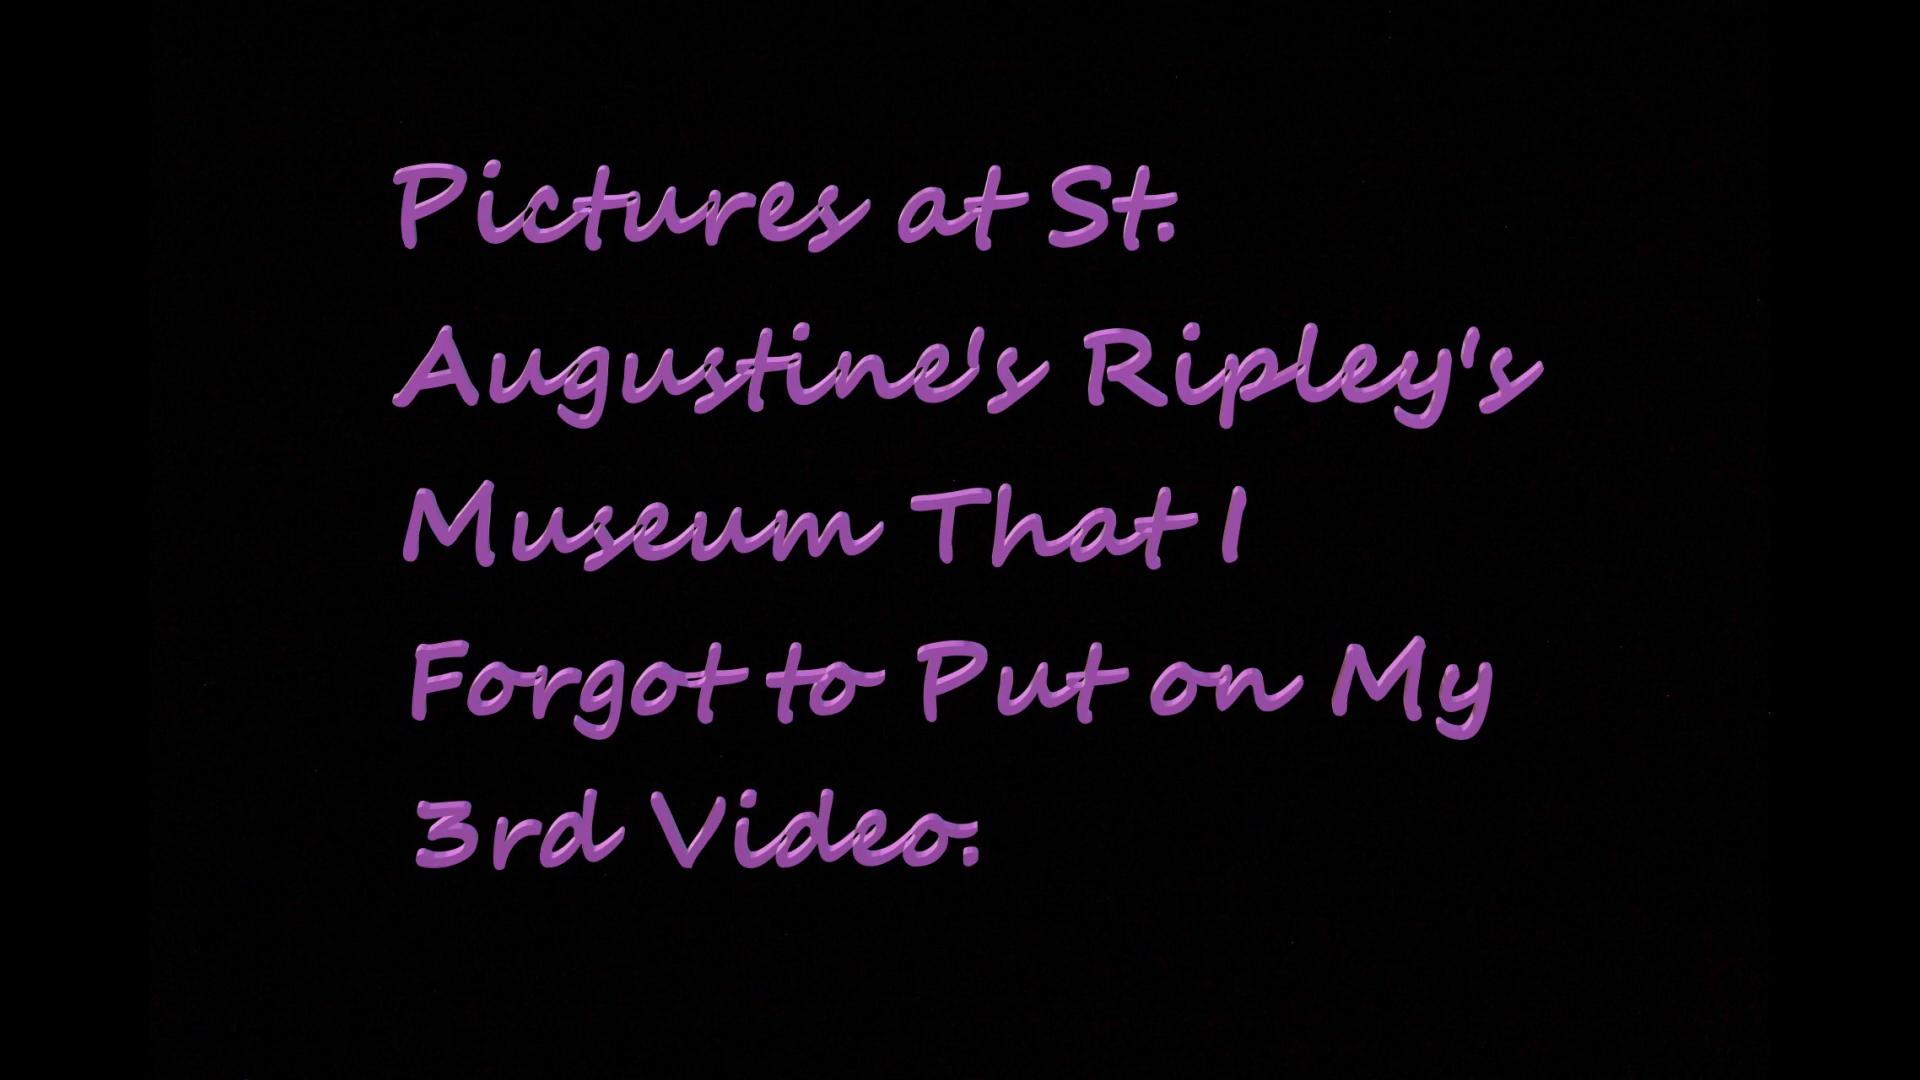 Pictures at St.
Augustine's Ripley's
Museum That I
Forgot to Put on My
3rd Video.